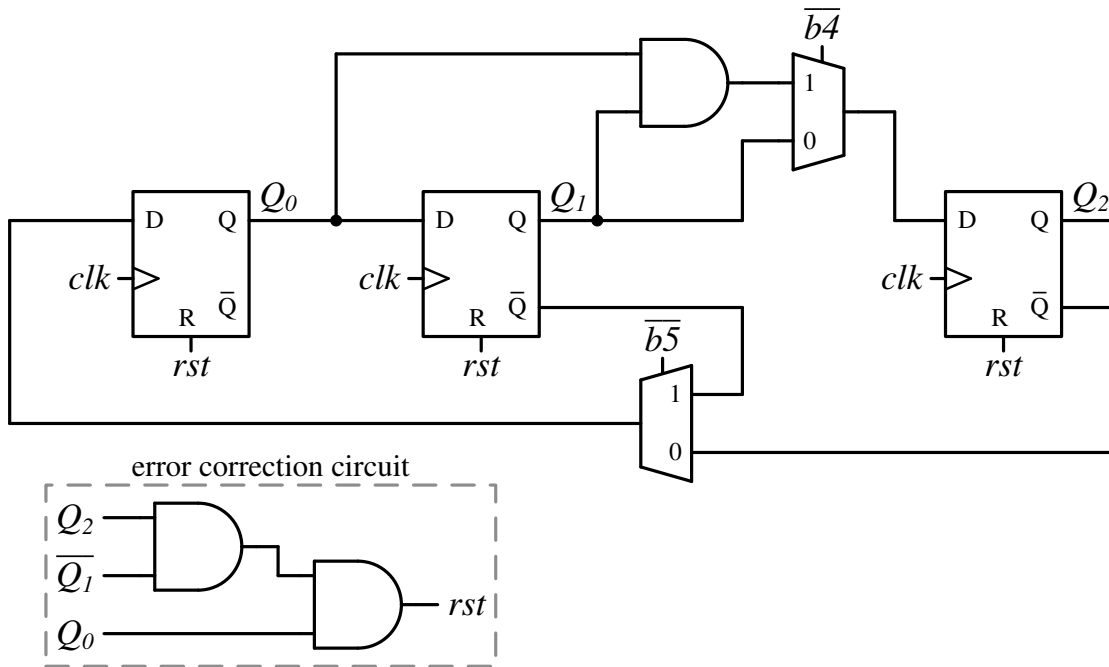 b4
1
0
Q0
Q1
Q2
D Q
D Q
D Q
clk
clk
clk
R Q̅
R Q̅
R Q̅
rst
rst
rst
b5
1
0
error correction circuit
Q2
Q1
Q0
rst